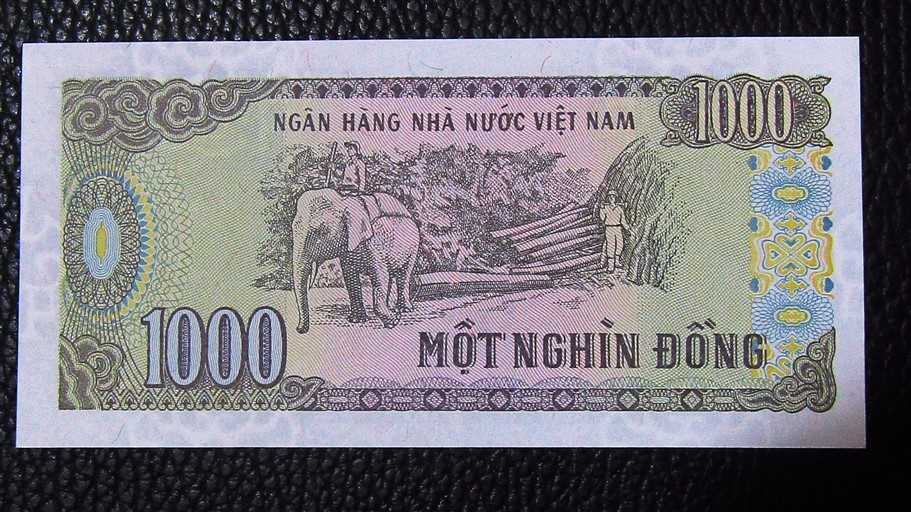 NGÂN HÀNG NHÀ NƯỚC VIỆT NAM
1000
1000
MỘT NGHÌN ĐỒNG